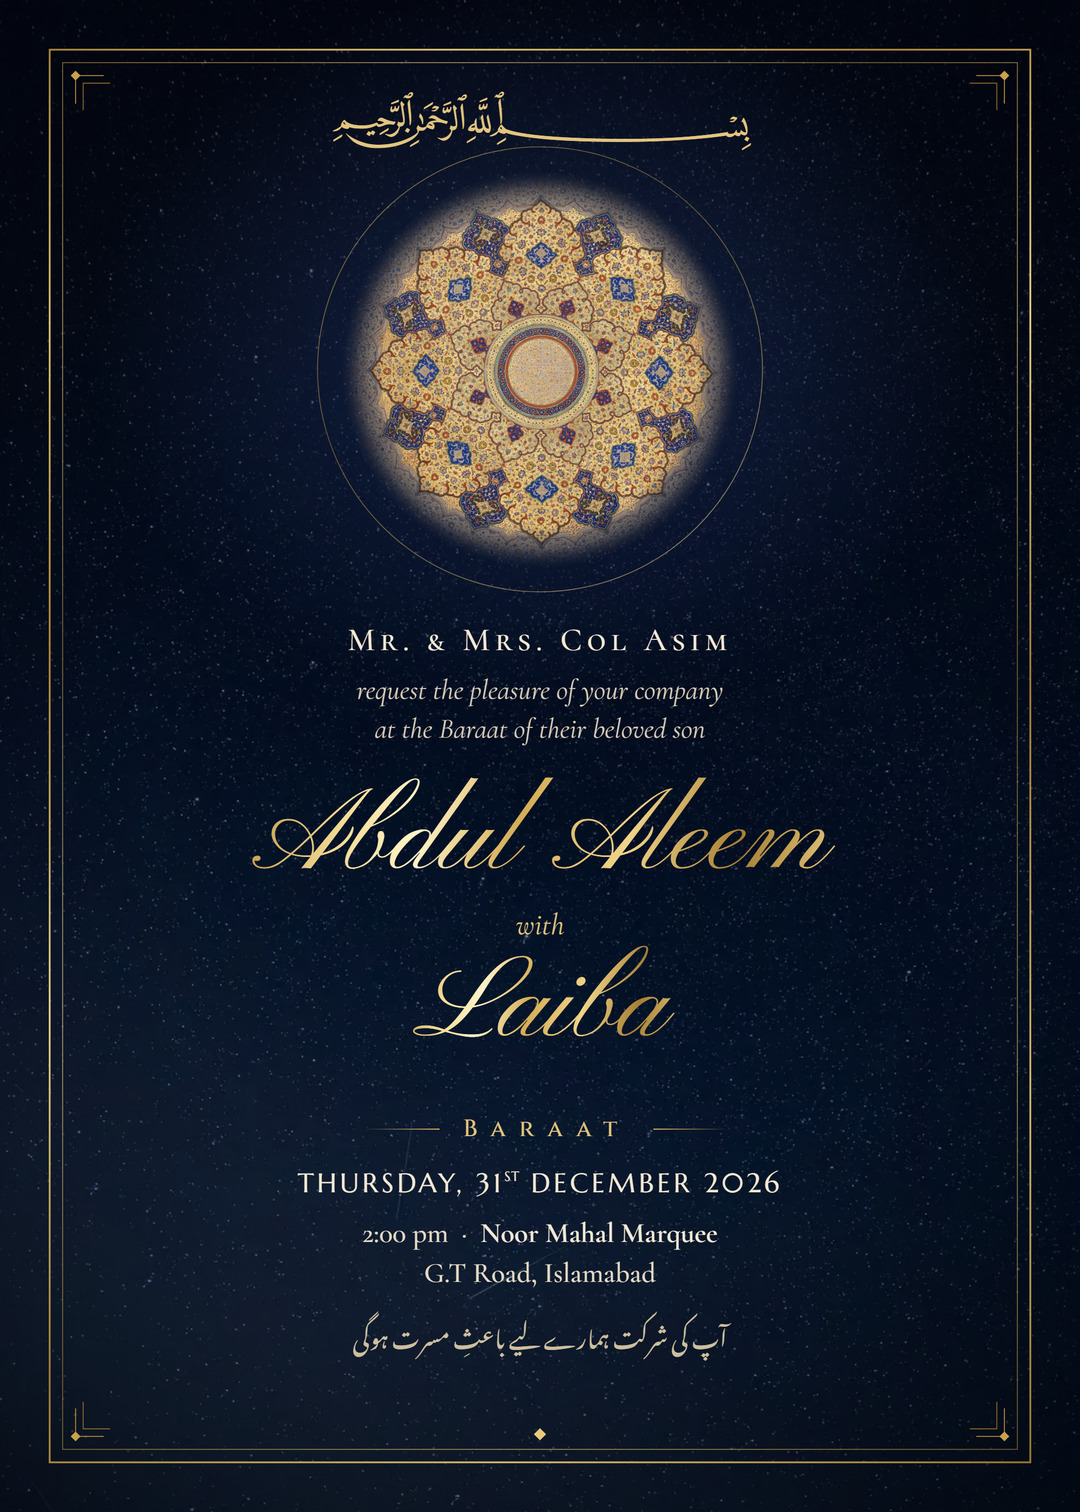 بِسْمِ ٱللَّهِ ٱلرَّحْمَٰنِ ٱلرَّحِيمِ
Mr. & Mrs. Col Asim
request the pleasure of your company
at the Baraat of their beloved son
Abdul Aleem
with
Laiba
Baraat
THURSDAY, 31ST DECEMBER 2026
2:00 pm · Noor Mahal Marquee
G.T Road, Islamabad
آپ کی شرکت ہمارے لیے باعثِ مسرت ہوگی